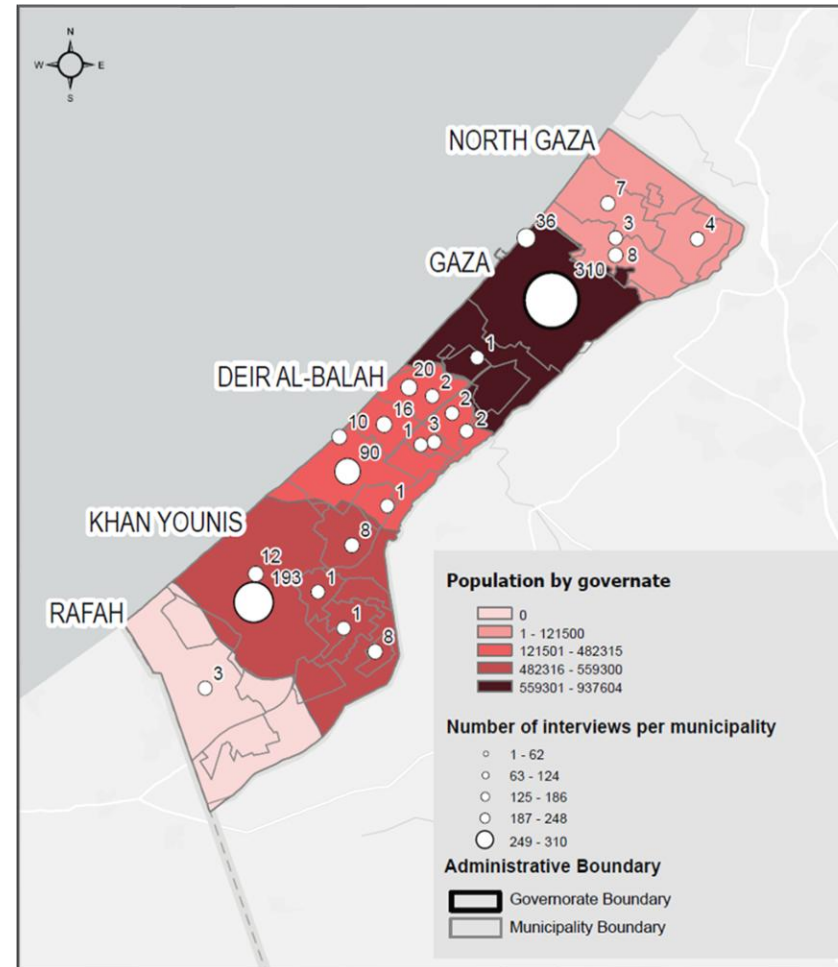 N
W E
S
NORTH GAZA
7
36
3
4
8
GAZA
310
1
DEIR AL-BALAH
20
2
16
2
10
1
3
2
90
1
KHAN YOUNIS
8
12
193
1
RAFAH
1
8
3
Population by governate
0
1 - 121500
121501 - 482315
482316 - 559300
559301 - 937604
Number of interviews per municipality
1 - 62
63 - 124
125 - 186
187 - 248
249 - 310
Administrative Boundary
Governorate Boundary
Municipality Boundary